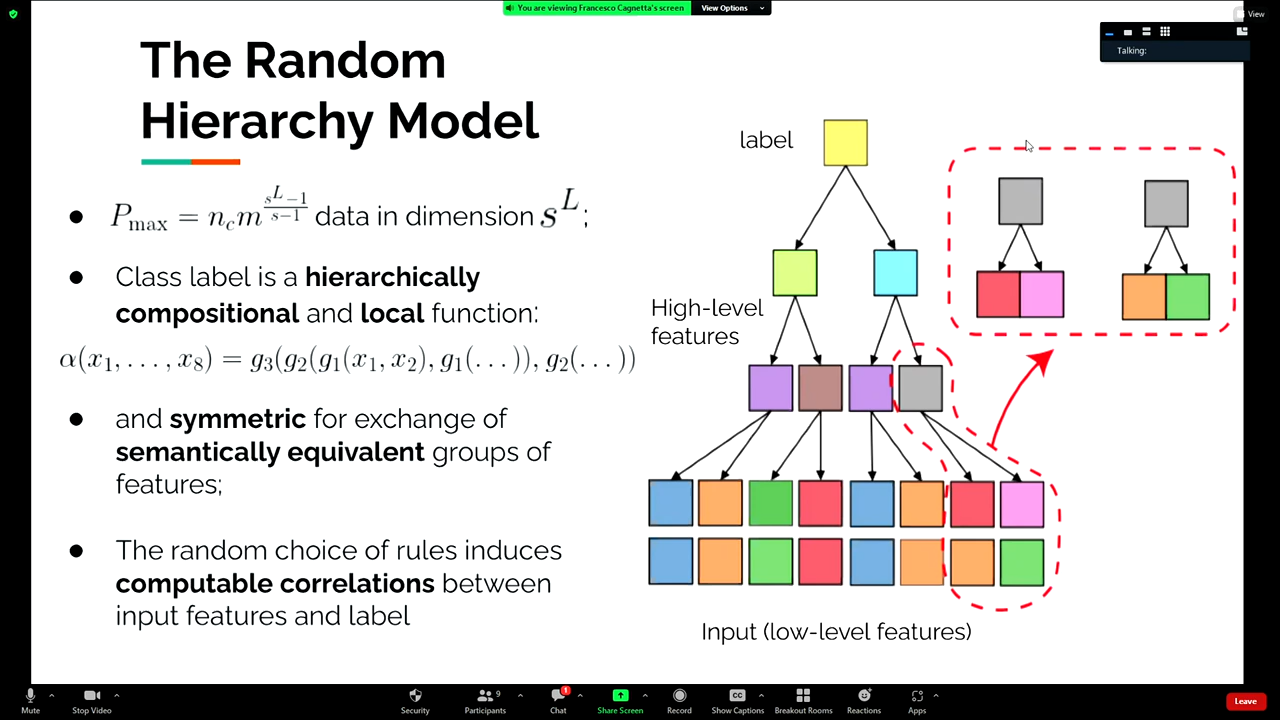 You are viewing Francesco Cagnetta's screen
View Options
View
Talking:
The Random
Hierarchy Model
● P_max = n_c m^{\frac{s^L-1}{s-1}} data in dimension s^L;
● Class label is a hierarchically
compositional and local function:
α(x_1, . . . , x_8) = g_3(g_2(g_1(x_1, x_2), g_1(. . . )), g_2(. . . ))
● and symmetric for exchange of
semantically equivalent groups of
features;
● The random choice of rules induces
computable correlations between
input features and label
label
High-level
features
Input (low-level features)
Mute
Stop Video
Security
Participants 9
Chat 1
Share Screen
Record
CC
Show Captions
Breakout Rooms
Reactions
Apps
Leave